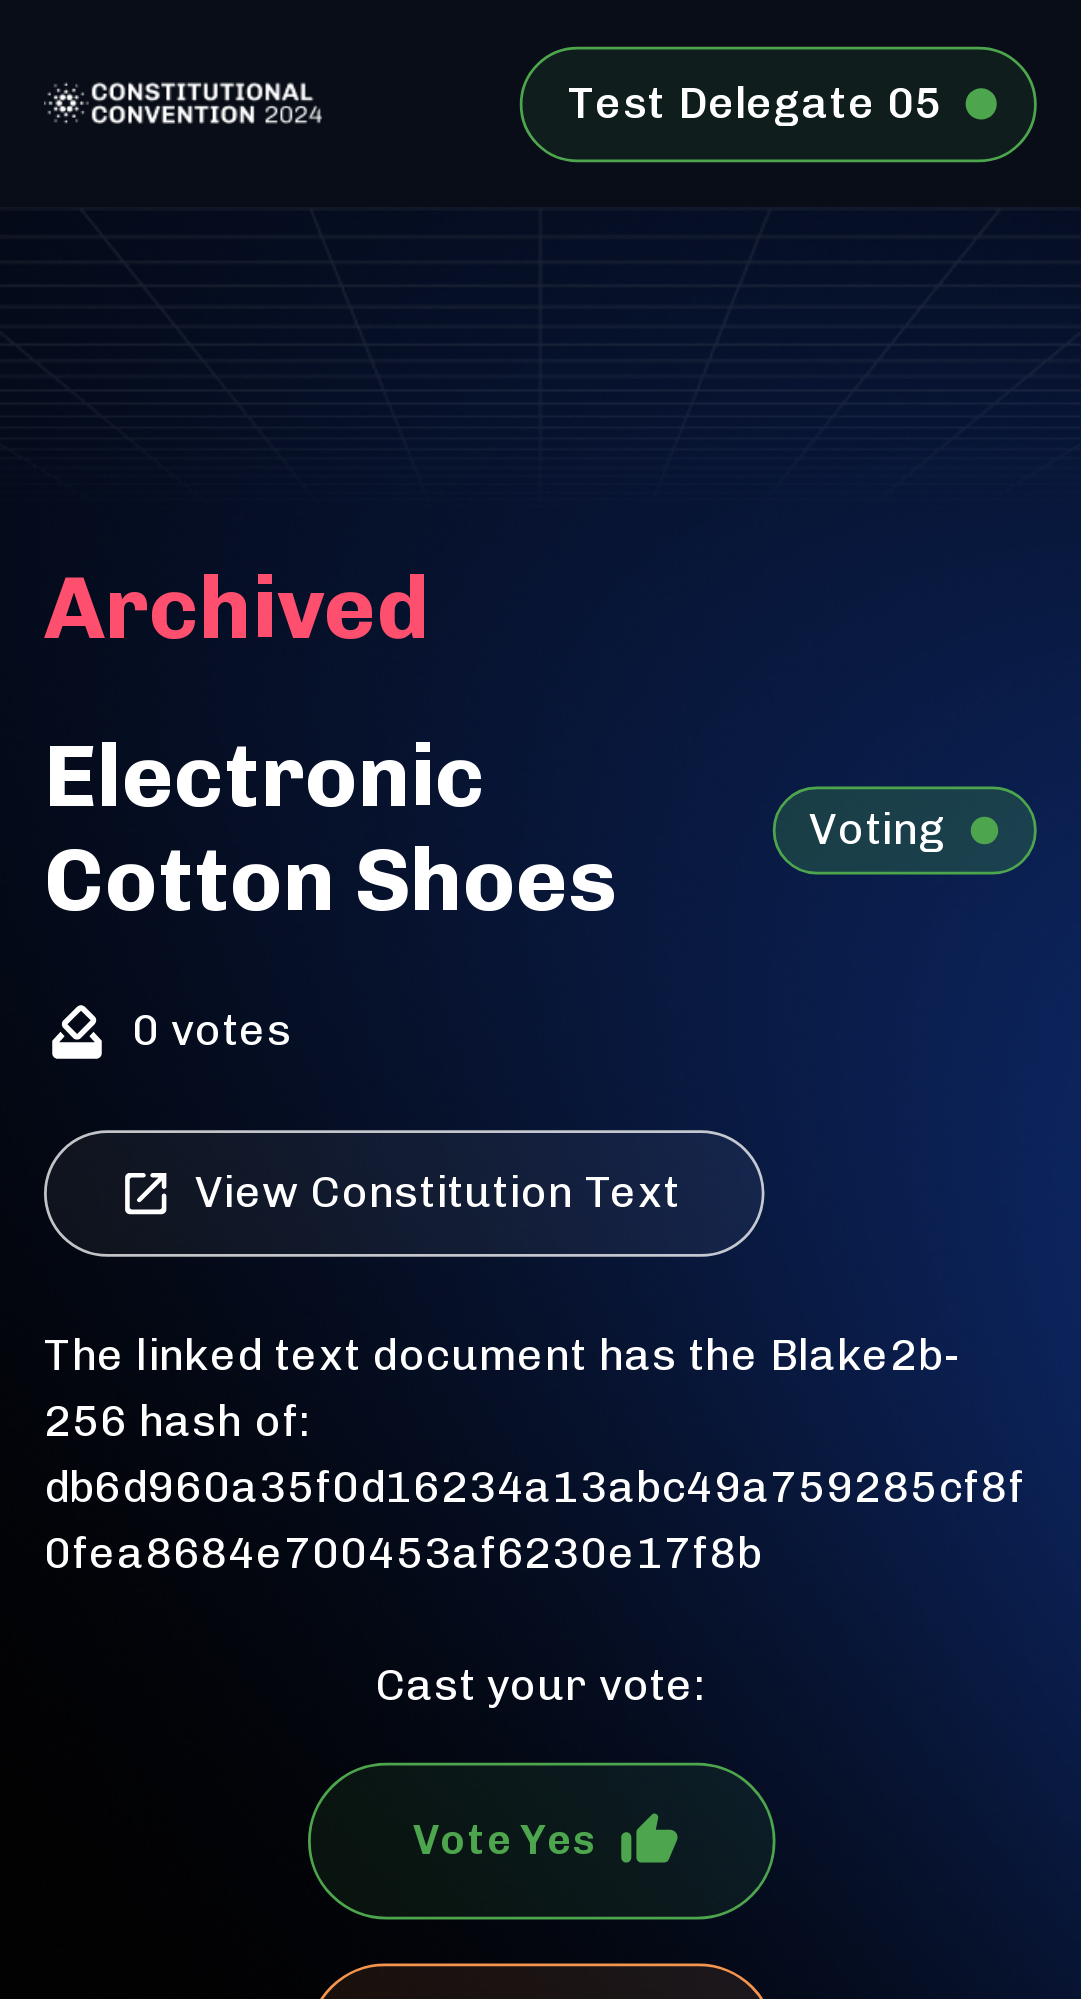 CONSTITUTIONAL
CONVENTION 2024
Test Delegate 05
Archived
Electronic
Cotton Shoes
Voting
0 votes
View Constitution Text
The linked text document has the Blake2b-
256 hash of:
db6d960a35f0d16234a13abc49a759285cf8f
0fea8684e700453af6230e17f8b
Cast your vote:
Vote Yes